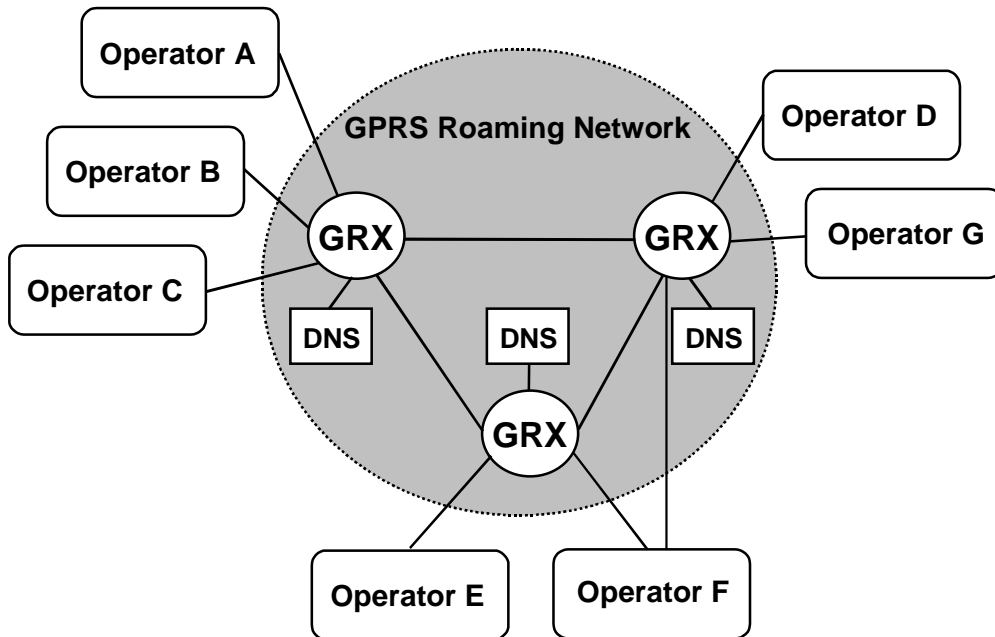 Operator A
GPRS Roaming Network
Operator D
Operator B
GRX
GRX
Operator G
Operator C
DNS
DNS
DNS
GRX
Operator E
Operator F